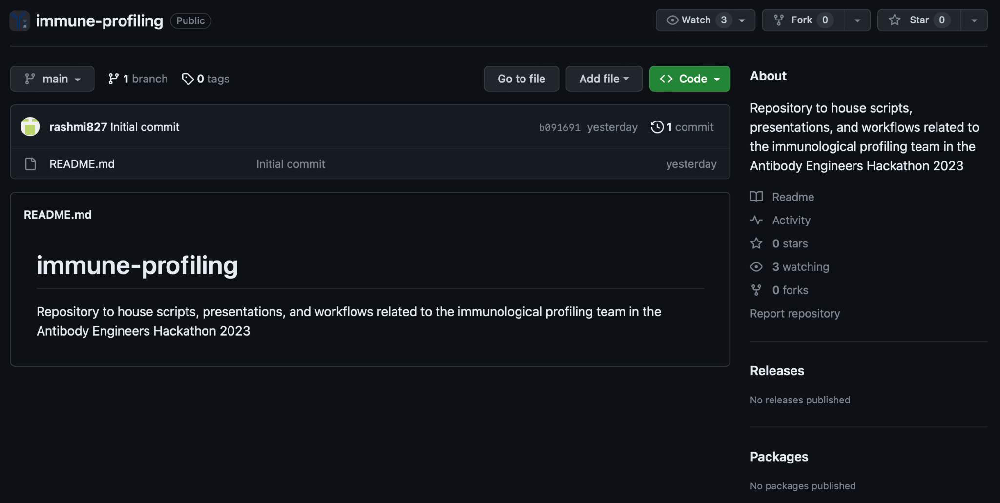 immune-profiling Public Watch 3 Fork 0 Star 0
main 1 branch 0 tags Go to file Add file Code
rashmi827 Initial commit b091691 yesterday 1 commit
README.md Initial commit yesterday
README.md
immune-profiling
Repository to house scripts, presentations, and workflows related to the immunological profiling team in the
Antibody Engineers Hackathon 2023
About
Repository to house scripts,
presentations, and workflows related to
the immunological profiling team in the
Antibody Engineers Hackathon 2023
Readme
Activity
0 stars
3 watching
0 forks
Report repository
Releases
No releases published
Packages
No packages published